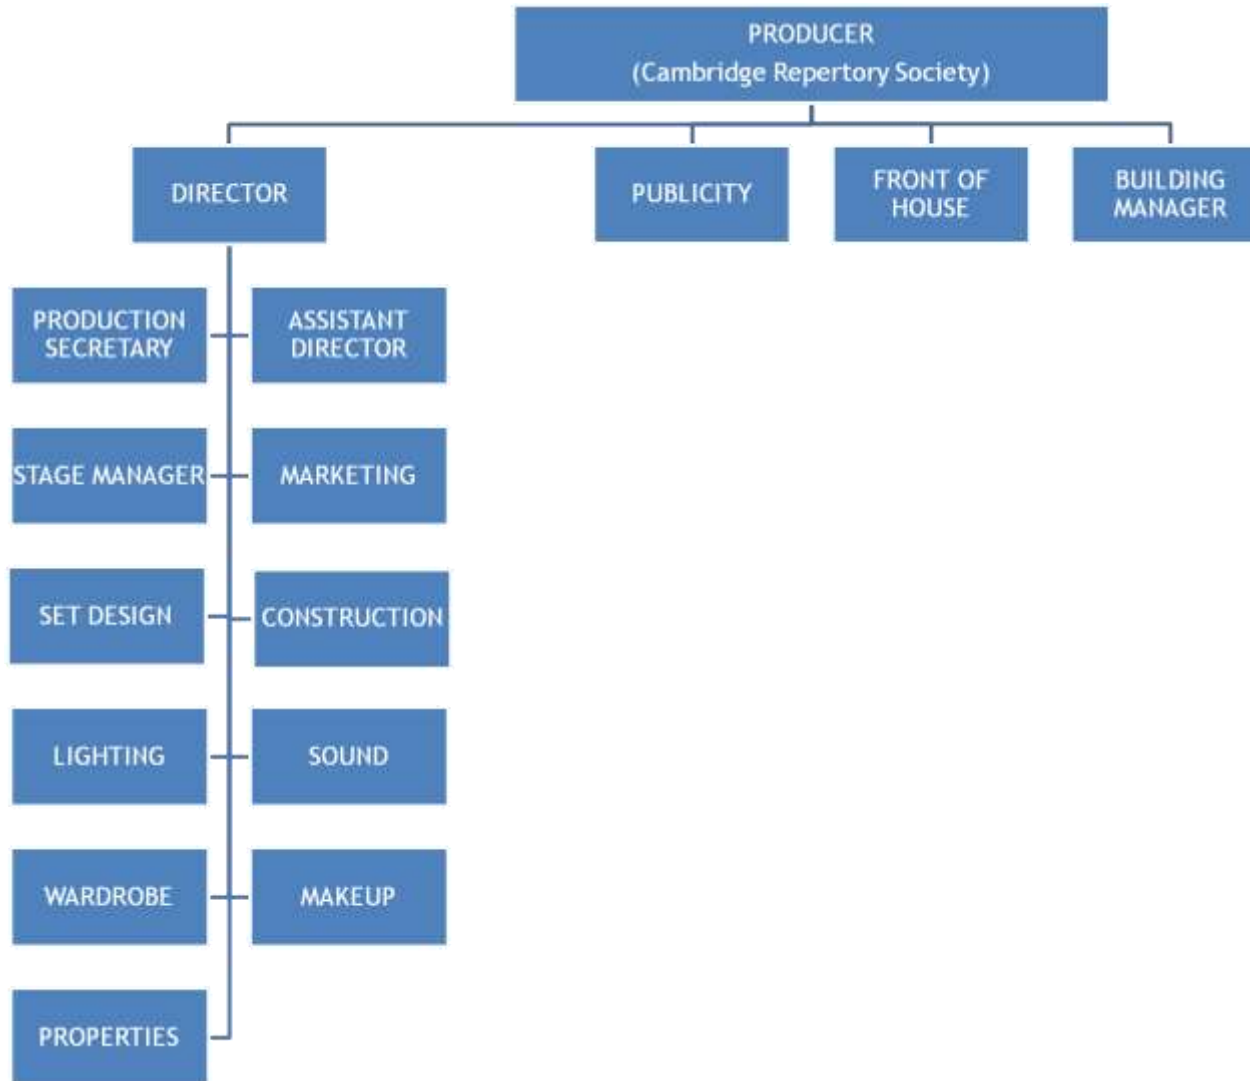 PRODUCER
(Cambridge Repertory Society)
DIRECTOR
PUBLICITY
FRONT OF
HOUSE
BUILDING
MANAGER
PRODUCTION
SECRETARY
ASSISTANT
DIRECTOR
STAGE MANAGER
MARKETING
SET DESIGN
CONSTRUCTION
LIGHTING
SOUND
WARDROBE
MAKEUP
PROPERTIES